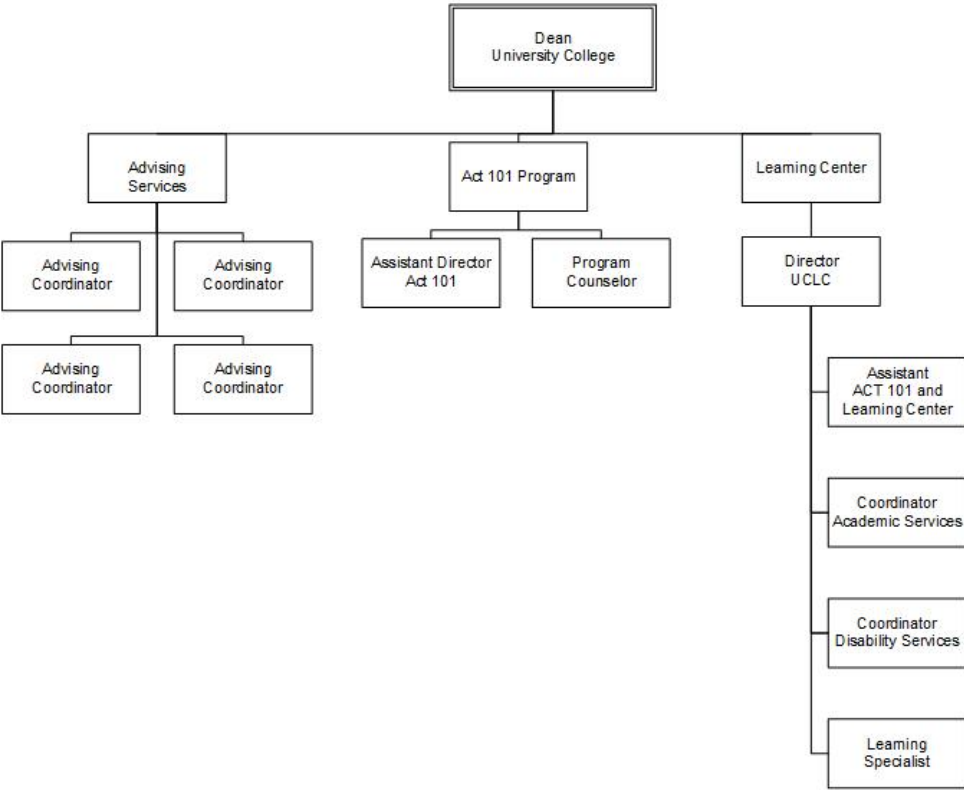 Dean
University College
Advising
Services
Act 101 Program
Learning Center
Advising
Coordinator
Advising
Coordinator
Assistant Director
Act 101
Program
Counselor
Director
UCLC
Advising
Coordinator
Advising
Coordinator
Assistant
ACT 101 and
Learning Center
Coordinator
Academic Services
Coordinator
Disability Services
Learning
Specialist